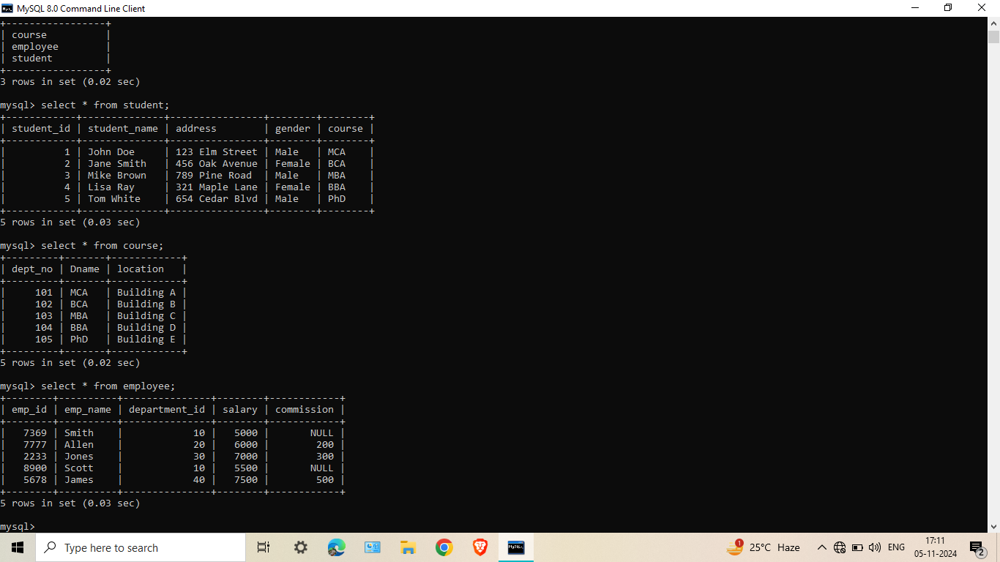 MySQL 8.0 Command Line Client
+-----------------+
| course          |
| employee        |
| student         |
+-----------------+
3 rows in set (0.02 sec)
mysql> select * from student;
+------------+--------------+----------------+--------+--------+
| student_id | student_name | address        | gender | course |
+------------+--------------+----------------+--------+--------+
|          1 | John Doe     | 123 Elm Street | Male   | MCA    |
|          2 | Jane Smith   | 456 Oak Avenue | Female | BCA    |
|          3 | Mike Brown   | 789 Pine Road  | Male   | MBA    |
|          4 | Lisa Ray     | 321 Maple Lane | Female | BBA    |
|          5 | Tom White    | 654 Cedar Blvd | Male   | PhD    |
+------------+--------------+----------------+--------+--------+
5 rows in set (0.03 sec)
mysql> select * from course;
+---------+-------+------------+
| dept_no | Dname | location   |
+---------+-------+------------+
|     101 | MCA   | Building A |
|     102 | BCA   | Building B |
|     103 | MBA   | Building C |
|     104 | BBA   | Building D |
|     105 | PhD   | Building E |
+---------+-------+------------+
5 rows in set (0.02 sec)
mysql> select * from employee;
+--------+----------+---------------+--------+------------+
| emp_id | emp_name | department_id | salary | commission |
+--------+----------+---------------+--------+------------+
|   7369 | Smith    |            10 |   5000 |       NULL |
|   7777 | Allen    |            20 |   6000 |        200 |
|   2233 | Jones    |            30 |   7000 |        300 |
|   8900 | Scott    |            10 |   5500 |       NULL |
|   5678 | James    |            40 |   7500 |        500 |
+--------+----------+---------------+--------+------------+
5 rows in set (0.03 sec)
mysql>
Type here to search
MySQL
1
25°C Haze
ENG
17:11
05-11-2024
2